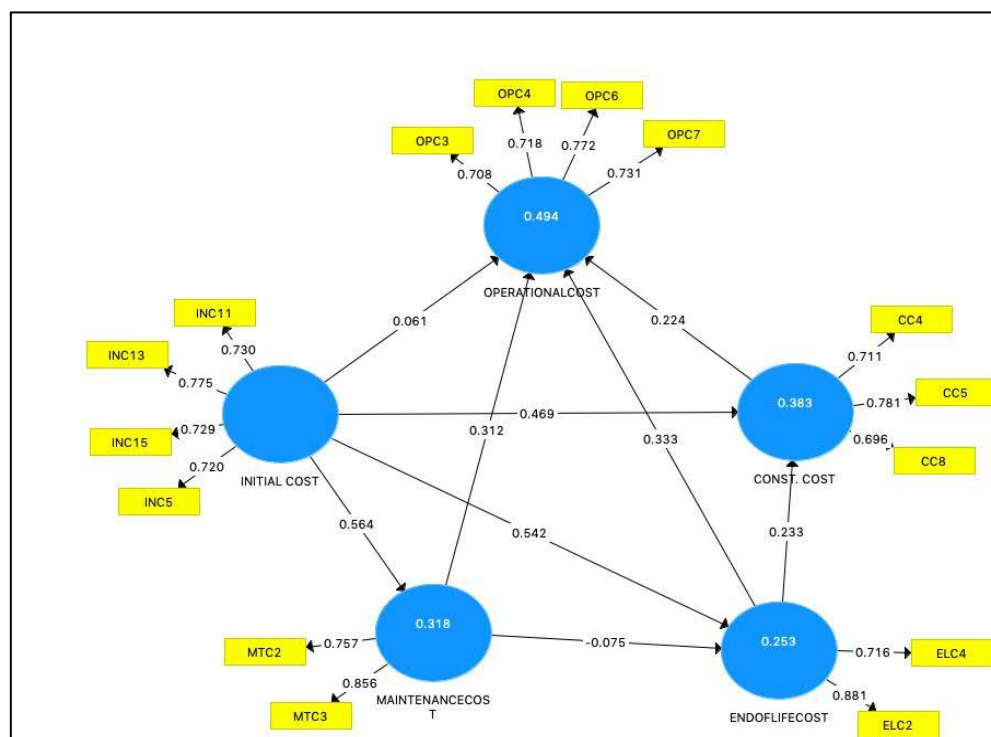 OPC4
OPC6
OPC3
OPC7
0.718
0.772
0.708
0.731
0.494
OPERATIONALCOST
INC11
0.730
INC13
0.775
INC15
0.729
0.720
INC5
INITIAL COST
0.061
0.224
CC4
0.711
CC5
0.781
0.383
0.696
CC8
CONST. COST
0.469
0.312
0.333
0.564
0.542
0.233
0.318
-0.075
0.253
MTC2
0.757
0.856
MTC3
MAINTENANCECOS
T
0.716
ELC4
0.881
ELC2
ENDOFLIFECOST